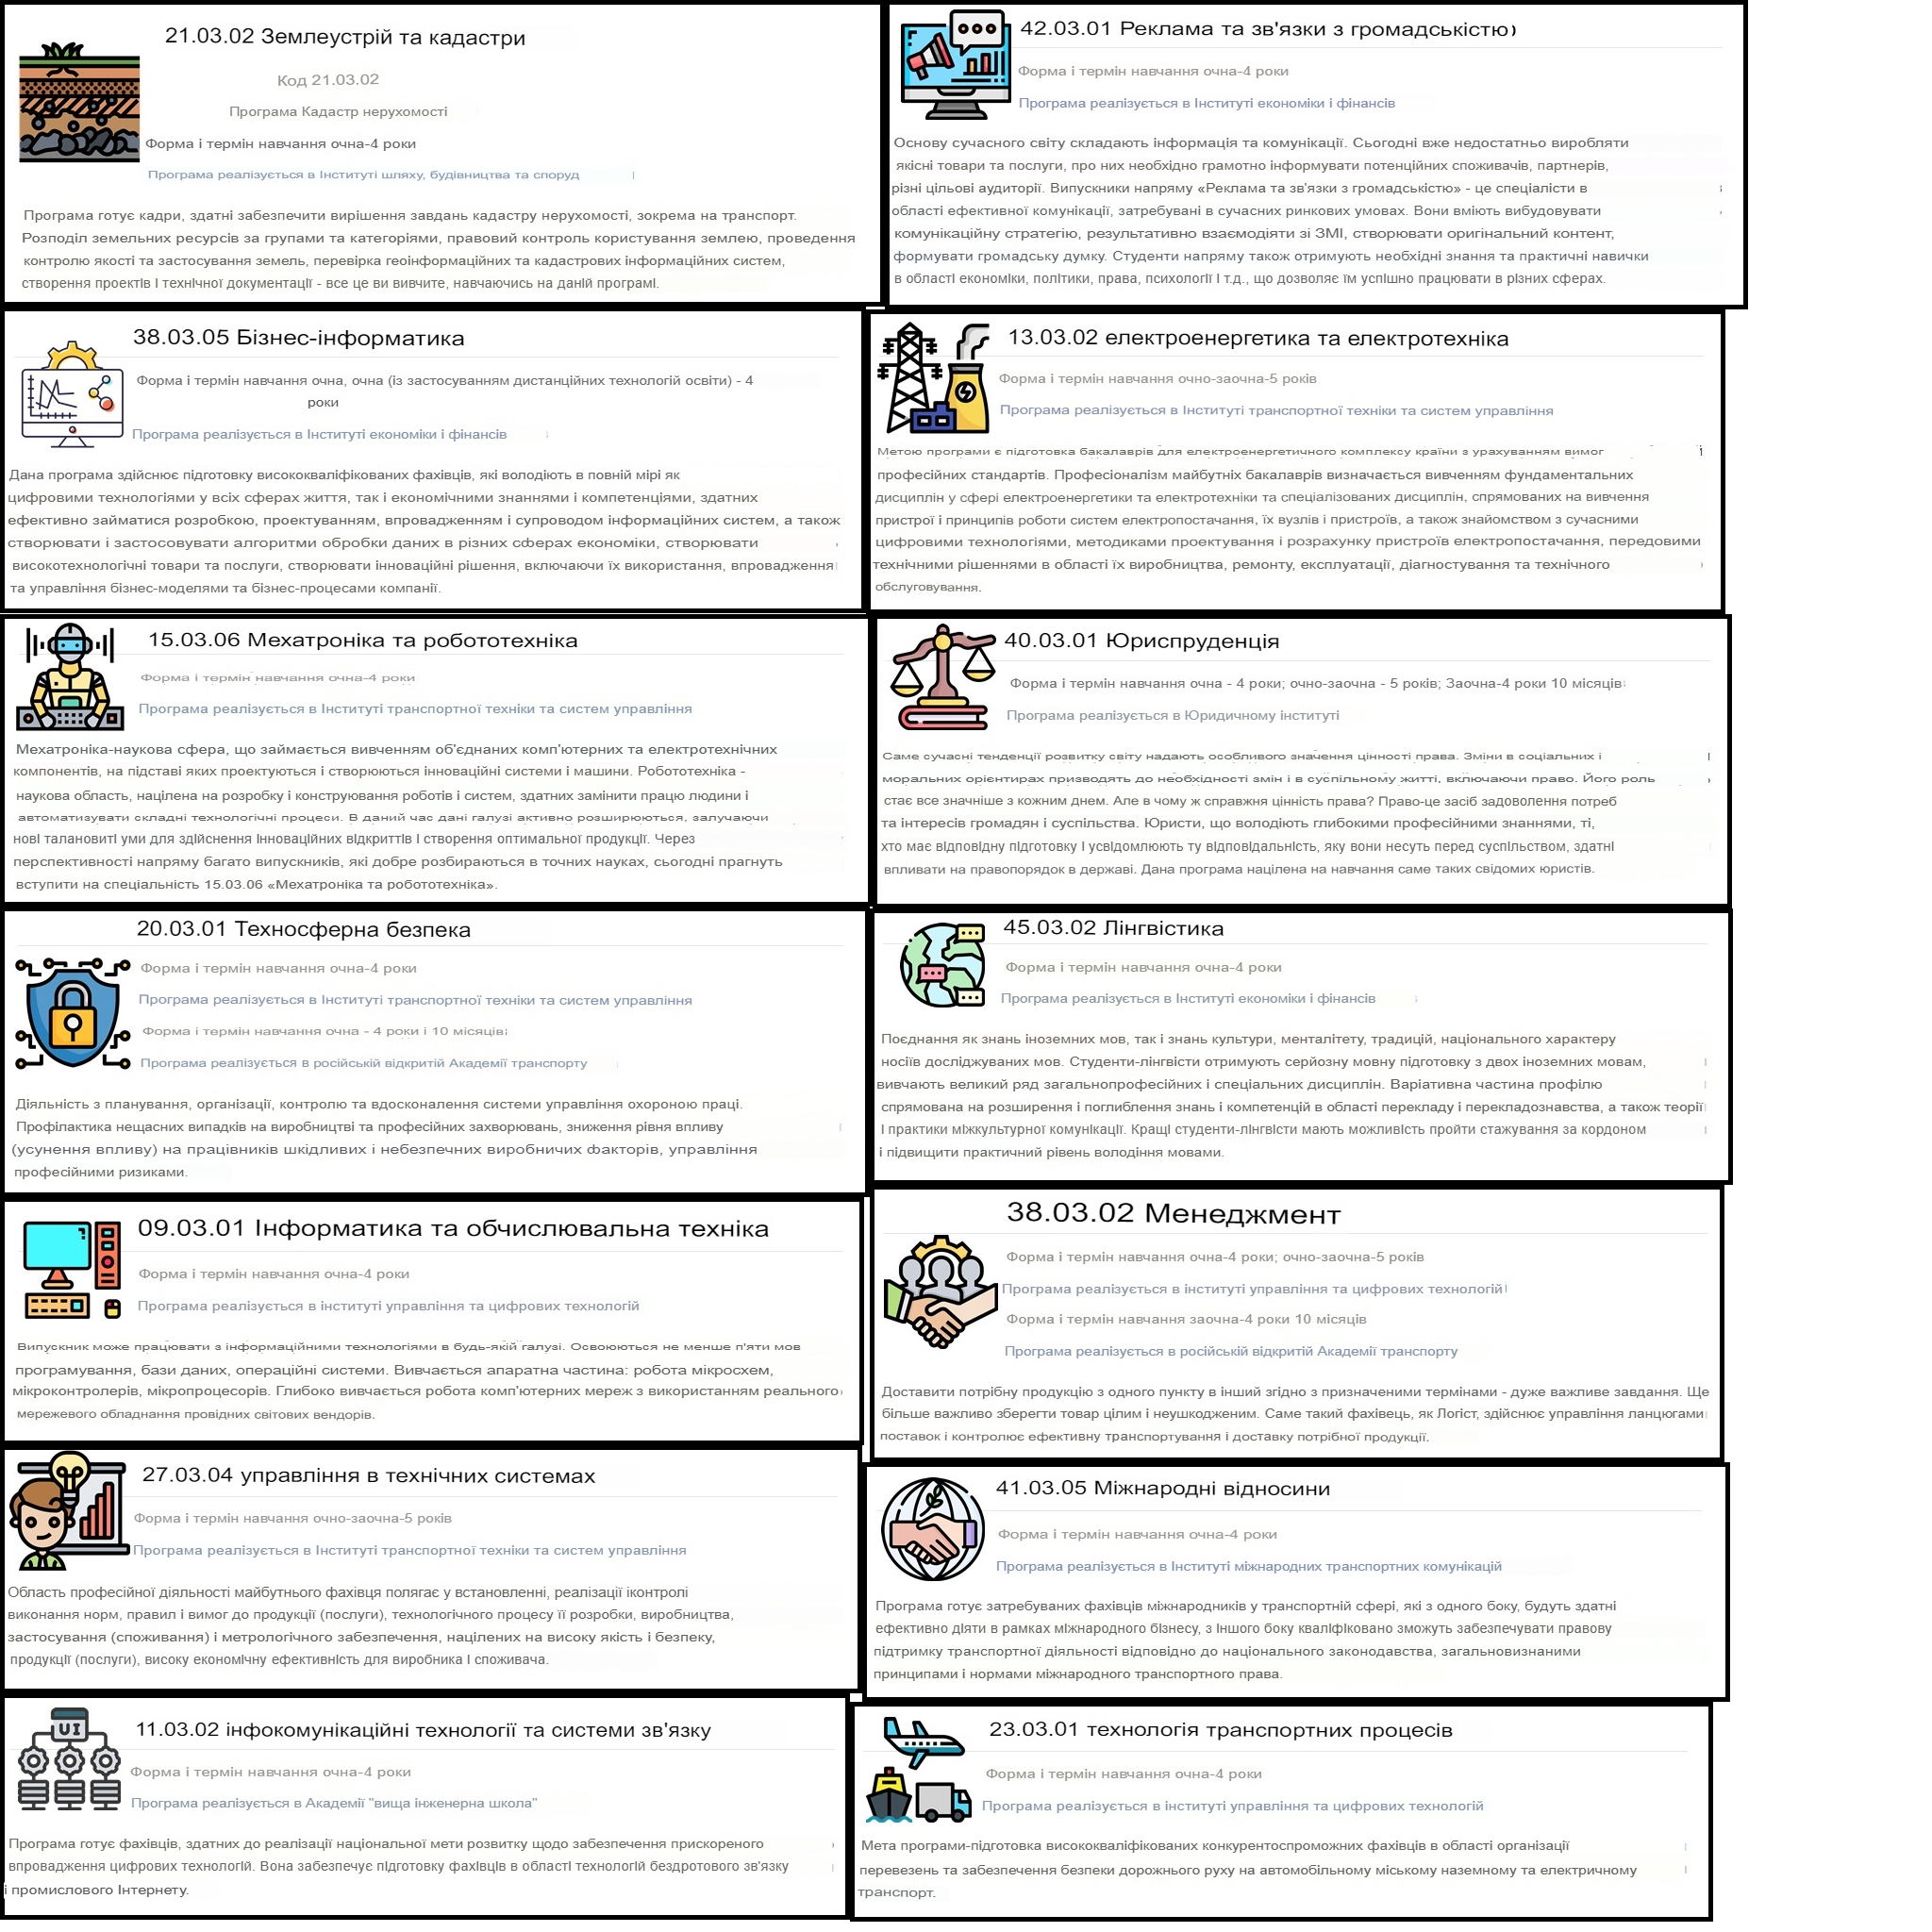 21.03.02 Землеустрій та кадастри
Код 21.03.02
Програма Кадастр нерухомості
Форма і термін навчання очна-4 роки
Програма реалізується в Інституті шляху, будівництва та споруд
Програма готує кадри, здатні забезпечити вирішення завдань кадастру нерухомості, зокрема на транспорт.
Розподіл земельних ресурсів за групами та категоріями, правовий контроль користування землею, проведення
контролю якості та застосування земель, перевірка геоінформаційних та кадастрових інформаційних систем,
створення проектів і технічної документації - все це ви вивчите, навчаючись на даній програмі.
42.03.01 Реклама та зв'язки з громадськістю)
Форма і термін навчання очна-4 роки
Програма реалізується в Інституті економіки і фінансів
Основу сучасного світу складають інформація та комунікації. Сьогодні вже недостатньо виробляти
якісні товари та послуги, про них необхідно грамотно інформувати потенційних споживачів, партнерів,
різні цільові аудиторії. Випускники напряму «Реклама та зв'язки з громадськістю» - це спеціалісти в
області ефективної комунікації, затребувані в сучасних ринкових умовах. Вони вміють вибудовувати
комунікаційну стратегію, результативно взаємодіяти зі ЗМІ, створювати оригінальний контент,
формувати громадську думку. Студенти напряму також отримують необхідні знання та практичні навички
в області економіки, політики, права, психології і т.д., що дозволяє їм успішно працювати в різних сферах.
38.03.05 Бізнес-інформатика
Форма і термін навчання очна, очна (із застосуванням дистанційних технологій освіти) - 4
роки
Програма реалізується в Інституті економіки і фінансів
Дана програма здійснює підготовку висококваліфікованих фахівців, які володіють в повній мірі як
цифровими технологіями у всіх сферах життя, так і економічними знаннями і компетенціями, здатних
ефективно займатися розробкою, проектуванням, впровадженням і супроводом інформаційних систем, а також
створювати і застосовувати алгоритми обробки даних в різних сферах економіки, створювати
високотехнологічні товари та послуги, створювати інноваційні рішення, включаючи їх використання, впровадження
та управління бізнес-моделями та бізнес-процесами компанії.
13.03.02 електроенергетика та електротехніка
Форма і термін навчання очно-заочна-5 років
Програма реалізується в Інституті транспортної техніки та систем управління
Метою програми є підготовка бакалаврів для електроенергетичного комплексу країни з урахуванням вимог
професійних стандартів. Професіоналізм майбутніх бакалаврів визначається вивченням фундаментальних
дисциплін у сфері електроенергетики та електротехніки та спеціалізованих дисциплін, спрямованих на вивчення
пристрої і принципів роботи систем електропостачання, їх вузлів і пристроїв, а також знайомством з сучасними
цифровими технологіями, методиками проектування і розрахунку пристроїв електропостачання, передовими
технічними рішеннями в області їх виробництва, ремонту, експлуатації, діагностування та технічного
обслуговування.
15.03.06 Мехатроніка та робототехніка
Форма і термін навчання очна-4 роки
Програма реалізується в Інституті транспортної техніки та систем управління
Мехатроніка-наукова сфера, що займається вивченням об'єднаних комп'ютерних та електротехнічних
компонентів, на підставі яких проектуються і створюються інноваційні системи і машини. Робототехніка -
наукова область, націлена на розробку і конструювання роботів і систем, здатних замінити працю людини і
автоматизувати складні технологічні процеси. В даний час дані галузі активно розширюються, залучаючи
нові талановиті уми для здійснення інноваційних відкриттів і створення оптимальної продукції. Через
перспективності напряму багато випускників, які добре розбираються в точних науках, сьогодні прагнуть
вступити на спеціальність 15.03.06 «Мехатроніка та робототехніка».
40.03.01 Юриспруденція
Форма і термін навчання очна - 4 роки; очно-заочна - 5 років; Заочна-4 роки 10 місяців
Програма реалізується в Юридичному інституті
Саме сучасні тенденції розвитку світу надають особливого значення цінності права. Зміни в соціальних і
моральних орієнтирах призводять до необхідності змін і в суспільному житті, включаючи право. Його роль
стає все значніше з кожним днем. Але в чому ж справжня цінність права? Право-це засіб задоволення потреб
та інтересів громадян і суспільства. Юристи, що володіють глибокими професійними знаннями, ті,
хто має відповідну підготовку і усвідомлюють ту відповідальність, яку вони несуть перед суспільством, здатні
впливати на правопорядок в державі. Дана програма націлена на навчання саме таких свідомих юристів.
20.03.01 Техносферна безпека
Форма і термін навчання очна-4 роки
Програма реалізується в Інституті транспортної техніки та систем управління
Форма і термін навчання очна - 4 роки і 10 місяців
Програма реалізується в російській відкритій Академії транспорту
Діяльність з планування, організації, контролю та вдосконалення системи управління охороною праці.
Профілактика нещасних випадків на виробництві та професійних захворювань, зниження рівня впливу
(усунення впливу) на працівників шкідливих і небезпечних виробничих факторів, управління
професійними ризиками.
45.03.02 Лінгвістика
Форма і термін навчання очна-4 роки
Програма реалізується в Інституті економіки і фінансів
Поєднання як знань іноземних мов, так і знань культури, менталітету, традицій, національного характеру
носіїв досліджуваних мов. Студенти-лінгвісти отримують серйозну мовну підготовку з двох іноземних мовам,
вивчають великий ряд загальнопрофесійних і спеціальних дисциплін. Варіативна частина профілю
спрямована на розширення і поглиблення знань і компетенцій в області перекладу і перекладознавства, а також теорії
і практики міжкультурної комунікації. Кращі студенти-лінгвісти мають можливість пройти стажування за кордоном
і підвищити практичний рівень володіння мовами.
09.03.01 Інформатика та обчислювальна техніка
Форма і термін навчання очна-4 роки
Програма реалізується в інституті управління та цифрових технологій
Випускник може працювати з інформаційними технологіями в будь-якій галузі. Освоюються не менше п'яти мов
програмування, бази даних, операційні системи. Вивчається апаратна частина: робота мікросхем,
мікроконтролерів, мікропроцесорів. Глибоко вивчається робота комп'ютерних мереж з використанням реального
мережевого обладнання провідних світових вендорів.
38.03.02 Менеджмент
Форма і термін навчання очна-4 роки; очно-заочна-5 років
Програма реалізується в інституті управління та цифрових технологій
Форма і термін навчання заочна-4 роки 10 місяців
Програма реалізується в російській відкритій Академії транспорту
Доставити потрібну продукцію з одного пункту в інший згідно з призначеними термінами - дуже важливе завдання. Ще
більше важливо зберегти товар цілим і неушкодженим. Саме такий фахівець, як Логіст, здійснює управління ланцюгами
поставок і контролює ефективну транспортування і доставку потрібної продукції.
27.03.04 управління в технічних системах
Форма і термін навчання очно-заочна-5 років
Програма реалізується в Інституті транспортної техніки та систем управління
Область професійної діяльності майбутнього фахівця полягає у встановленні, реалізації іконтролі
виконання норм, правил і вимог до продукції (послуги), технологічного процесу її розробки, виробництва,
застосування (споживання) і метрологічного забезпечення, націлених на високу якість і безпеку,
продукції (послуги), високу економічну ефективність для виробника і споживача.
41.03.05 Міжнародні відносини
Форма і термін навчання очна-4 роки
Програма реалізується в Інституті міжнародних транспортних комунікацій
Програма готує затребуваних фахівців міжнародників у транспортній сфері, які з одного боку, будуть здатні
ефективно діяти в рамках міжнародного бізнесу, з іншого боку кваліфіковано зможуть забезпечувати правову
підтримку транспортної діяльності відповідно до національного законодавства, загальновизнаними
принципами і нормами міжнародного транспортного права.
11.03.02 інфокомунікаційні технології та системи зв'язку
UI
Форма і термін навчання очна-4 роки
Програма реалізується в Академії "вища інженерна школа"
Програма готує фахівців, здатних до реалізації національної мети розвитку щодо забезпечення прискореного
впровадження цифрових технологій. Вона забезпечує підготовку фахівців в області технологій бездротового зв'язку
і промислового Інтернету.
23.03.01 технологія транспортних процесів
Форма і термін навчання очна-4 роки
Програма реалізується в інституті управління та цифрових технологій
Мета програми-підготовка висококваліфікованих конкурентоспроможних фахівців в області організації
перевезень та забезпечення безпеки дорожнього руху на автомобільному міському наземному та електричному
транспорт.